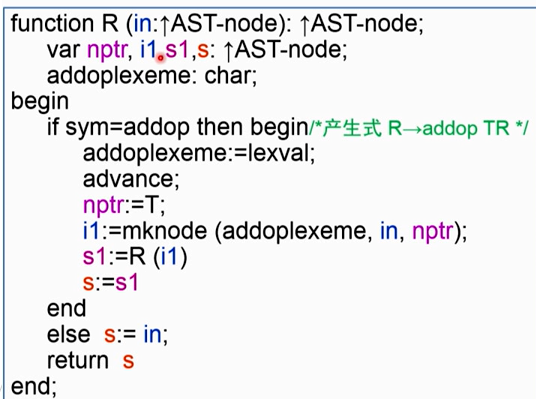 function R (in:↑AST-node): ↑AST-node;
var nptr, i1,s1,s: ↑AST-node;
addoplexeme: char;
begin
if sym=addop then begin/*产生式 R→addop TR */
addoplexeme:=lexval;
advance;
nptr:=T;
i1:=mknode (addoplexeme, in, nptr);
s1:=R (i1)
s:=s1
end
else s:= in;
return s
end;